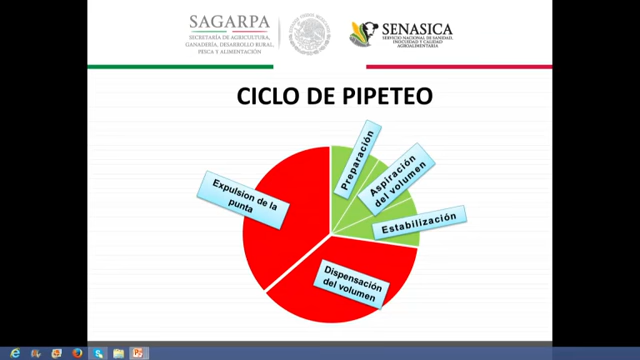 SAGARPA
SECRETARÍA DE AGRICULTURA,
GANADERÍA, DESARROLLO RURAL,
PESCA Y ALIMENTACIÓN
SENASICA
SERVICIO NACIONAL DE SANIDAD,
INOCUIDAD Y CALIDAD
AGROALIMENTARIA
CICLO DE PIPETEO
Preparación
Aspiración
del volumen
Estabilización
Expulsion de la
punta
Dispensación
del volumen